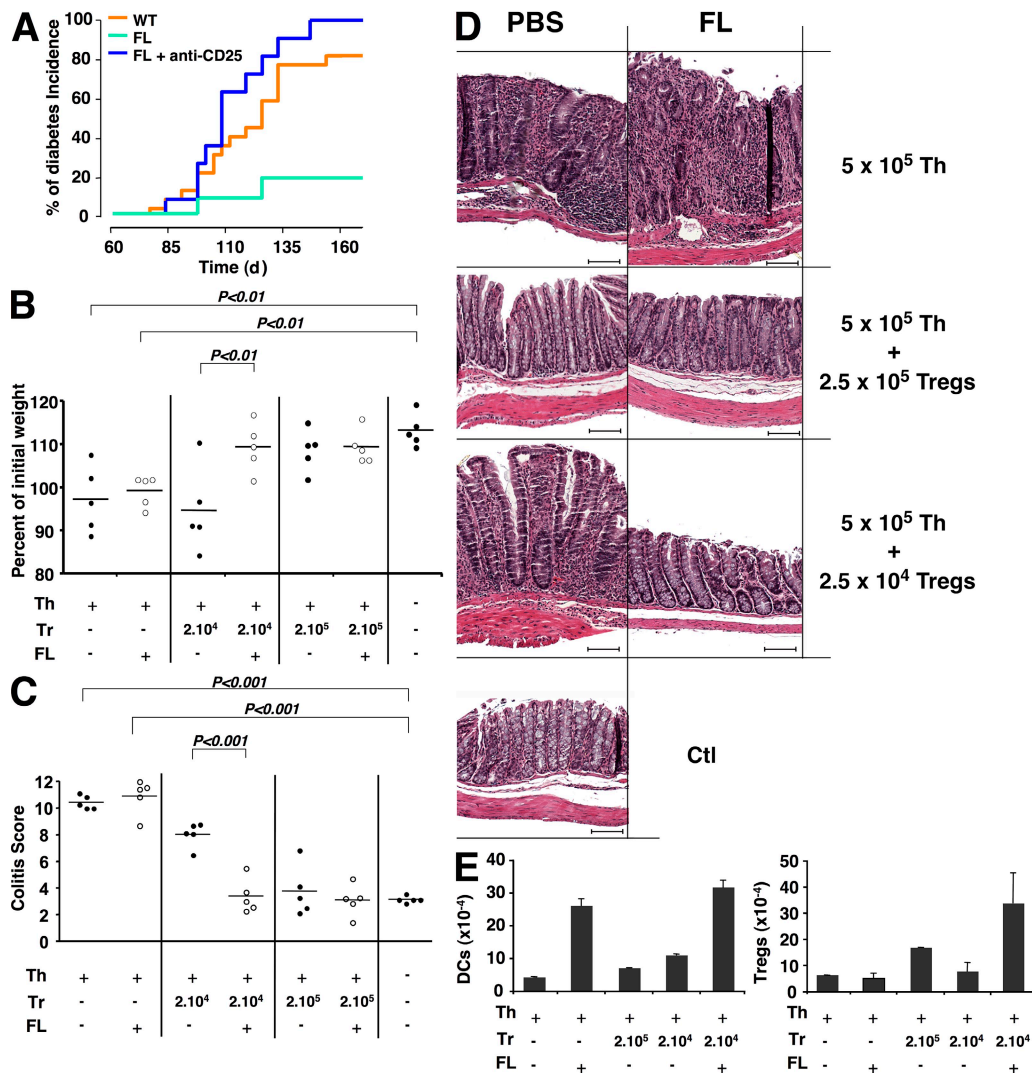 A
WT
FL
FL + anti-CD25
% of diabetes Incidence
100
80
60
40
20
0
60 85 110 135 160
Time (d)
B
P<0.01
P<0.01
P<0.01
Percent of initial weight
120
110
100
90
80
Th + + + + + + -
Tr - - 2.10⁴ 2.10⁴ 2.10⁵ 2.10⁵ -
FL - + - + - + -
C
P<0.001
P<0.001
P<0.001
Colitis Score
12
10
8
6
4
2
0
Th + + + + + + -
Tr - - 2.10⁴ 2.10⁴ 2.10⁵ 2.10⁵ -
FL - + - + - + -
D
PBS FL
5 x 10⁵ Th
5 x 10⁵ Th
+
2.5 x 10⁵ Tregs
5 x 10⁵ Th
+
2.5 x 10⁴ Tregs
Ctl
E
DCs (x10⁻⁴)
40
30
20
10
0
Th + + + + +
Tr - - 2.10⁵ 2.10⁴ 2.10⁴
FL - + - - +
Tregs (x10⁻⁴)
50
40
30
20
10
0
+ + + + +
- - 2.10⁵ 2.10⁴ 2.10⁴
- + - - +